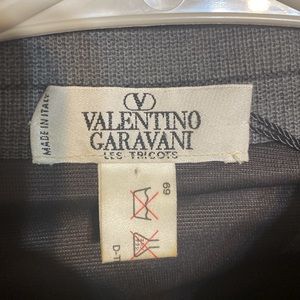 MADE IN ITALY
V
VALENTINO
GARAVANI
LES TRICOTS
69